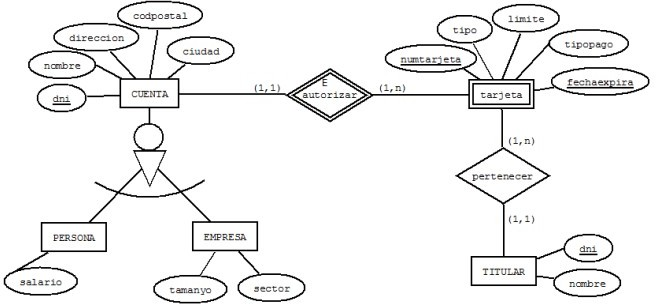 codpostal
direccion
ciudad
nombre
dni
CUENTA
(1,1)
E
autorizar
(1,n)
tipo
limite
tipopago
numtarjeta
fechaexpira
tarjeta
(1,n)
pertenecer
(1,1)
TITULAR
dni
nombre
PERSONA
EMPRESA
salario
tamanyo
sector